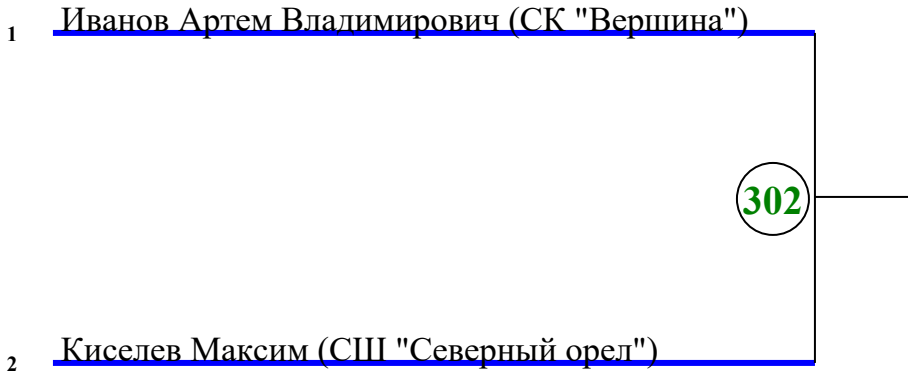 1 Иванов Артем Владимирович (СК "Вершина")
302
2 Киселев Максим (СШ "Северный орел")